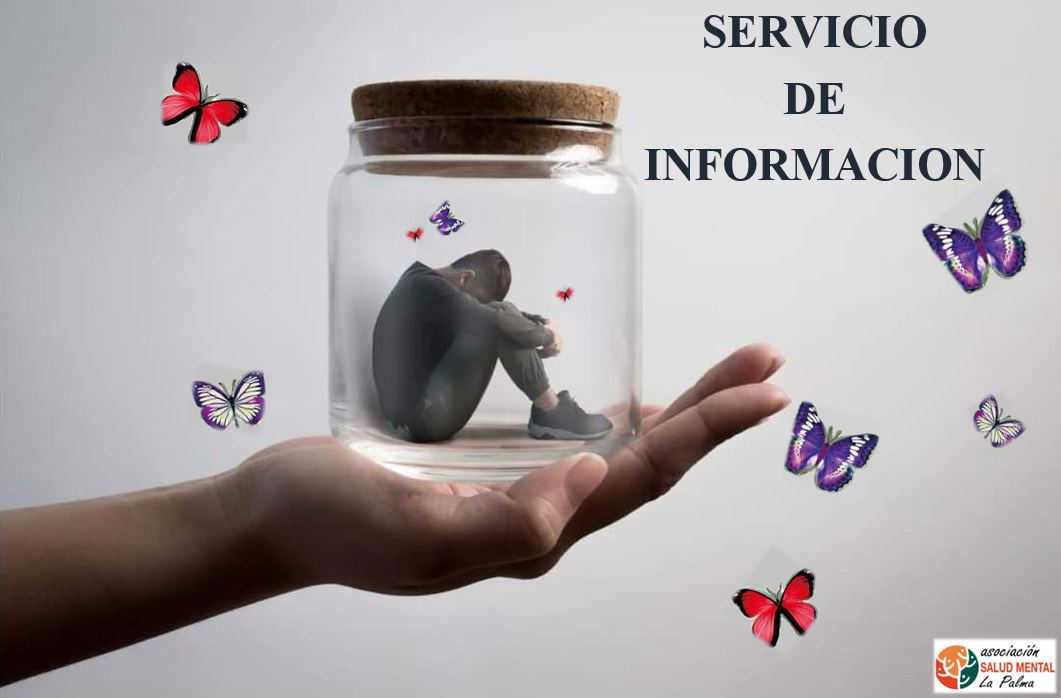 SERVICIO
DE
INFORMACION
asociación
SALUD MENTAL
La Palma